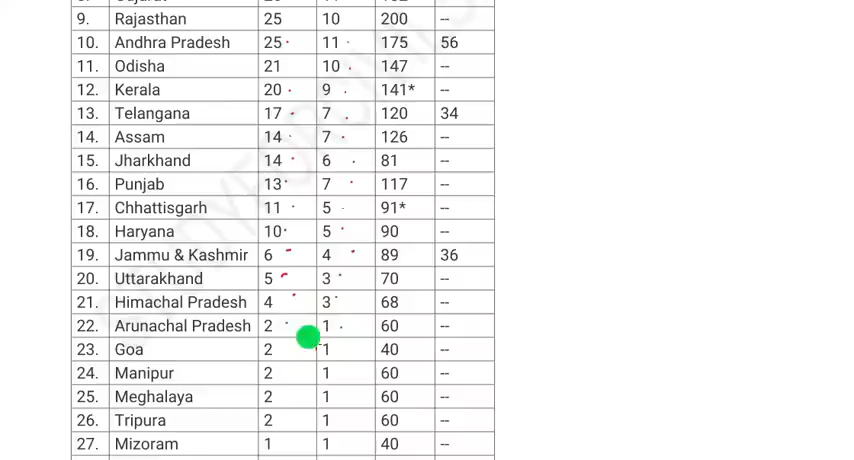 9. Rajasthan 25 10 200 --
10. Andhra Pradesh 25 11 175 56
11. Odisha 21 10 147 --
12. Kerala 20 9 141* --
13. Telangana 17 7 120 34
14. Assam 14 7 126 --
15. Jharkhand 14 6 81 --
16. Punjab 13 7 117 --
17. Chhattisgarh 11 5 91* --
18. Haryana 10 5 90 --
19. Jammu & Kashmir 6 4 89 36
20. Uttarakhand 5 3 70 --
21. Himachal Pradesh 4 3 68 --
22. Arunachal Pradesh 2 1 60 --
23. Goa 2 1 40 --
24. Manipur 2 1 60 --
25. Meghalaya 2 1 60 --
26. Tripura 2 1 60 --
27. Mizoram 1 1 40 --